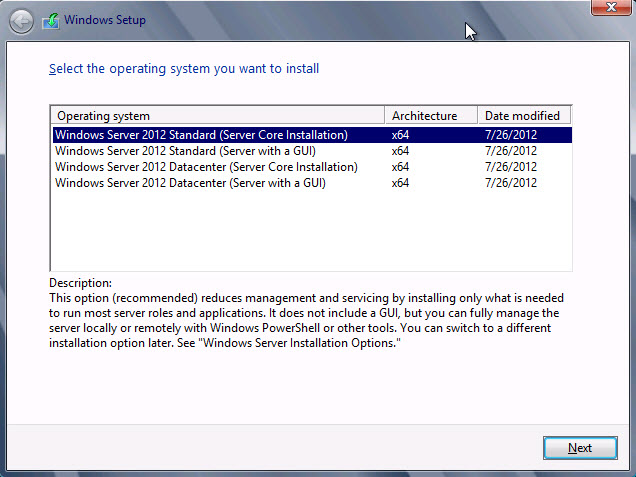 Windows Setup
Select the operating system you want to install
Operating system Architecture Date modified
Windows Server 2012 Standard (Server Core Installation) x64 7/26/2012
Windows Server 2012 Standard (Server with a GUI) x64 7/26/2012
Windows Server 2012 Datacenter (Server Core Installation) x64 7/26/2012
Windows Server 2012 Datacenter (Server with a GUI) x64 7/26/2012
Description:
This option (recommended) reduces management and servicing by installing only what is needed
to run most server roles and applications. It does not include a GUI, but you can fully manage the
server locally or remotely with Windows PowerShell or other tools. You can switch to a different
installation option later. See "Windows Server Installation Options."
Next